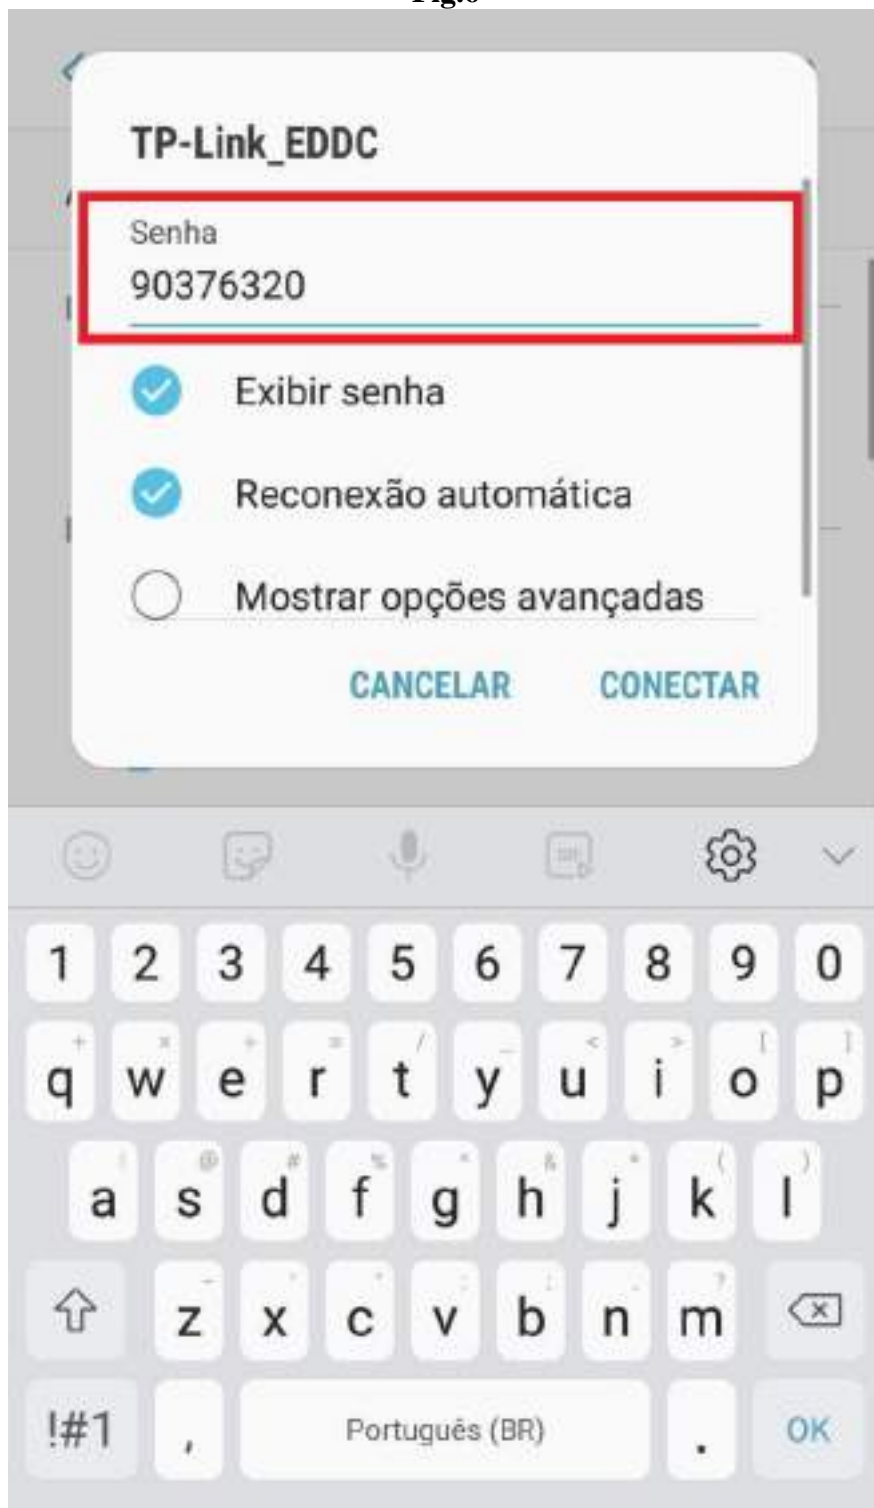 TP-Link_EDDC
Senha
90376320
Exibir senha
Reconexão automática
Mostrar opções avançadas
CANCELAR CONECTAR
1 2 3 4 5 6 7 8 9 0
q w e r t y u i o p
a s d f g h j k l
z x c v b n m
!#1 , Português (BR) . OK